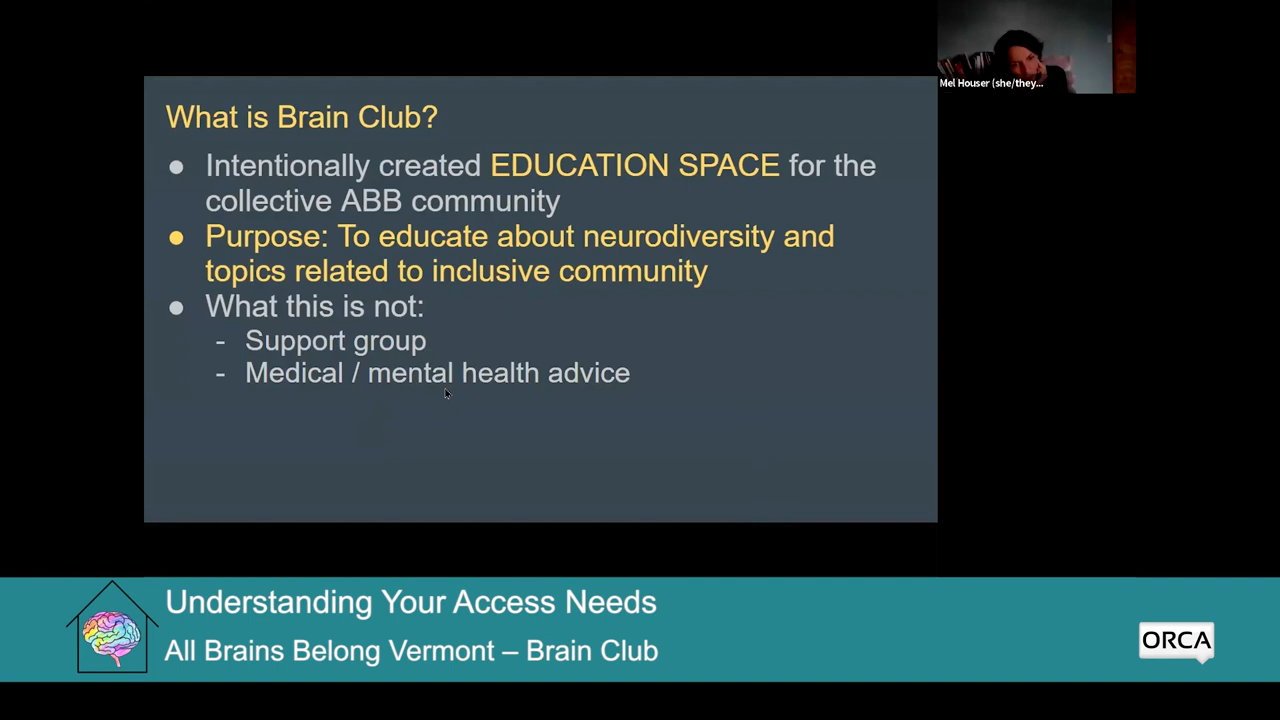 Mel Houser (she/they...
What is Brain Club?
● Intentionally created EDUCATION SPACE for the
collective ABB community
● Purpose: To educate about neurodiversity and
topics related to inclusive community
● What this is not:
- Support group
- Medical / mental health advice
Understanding Your Access Needs
All Brains Belong Vermont – Brain Club
ORCA